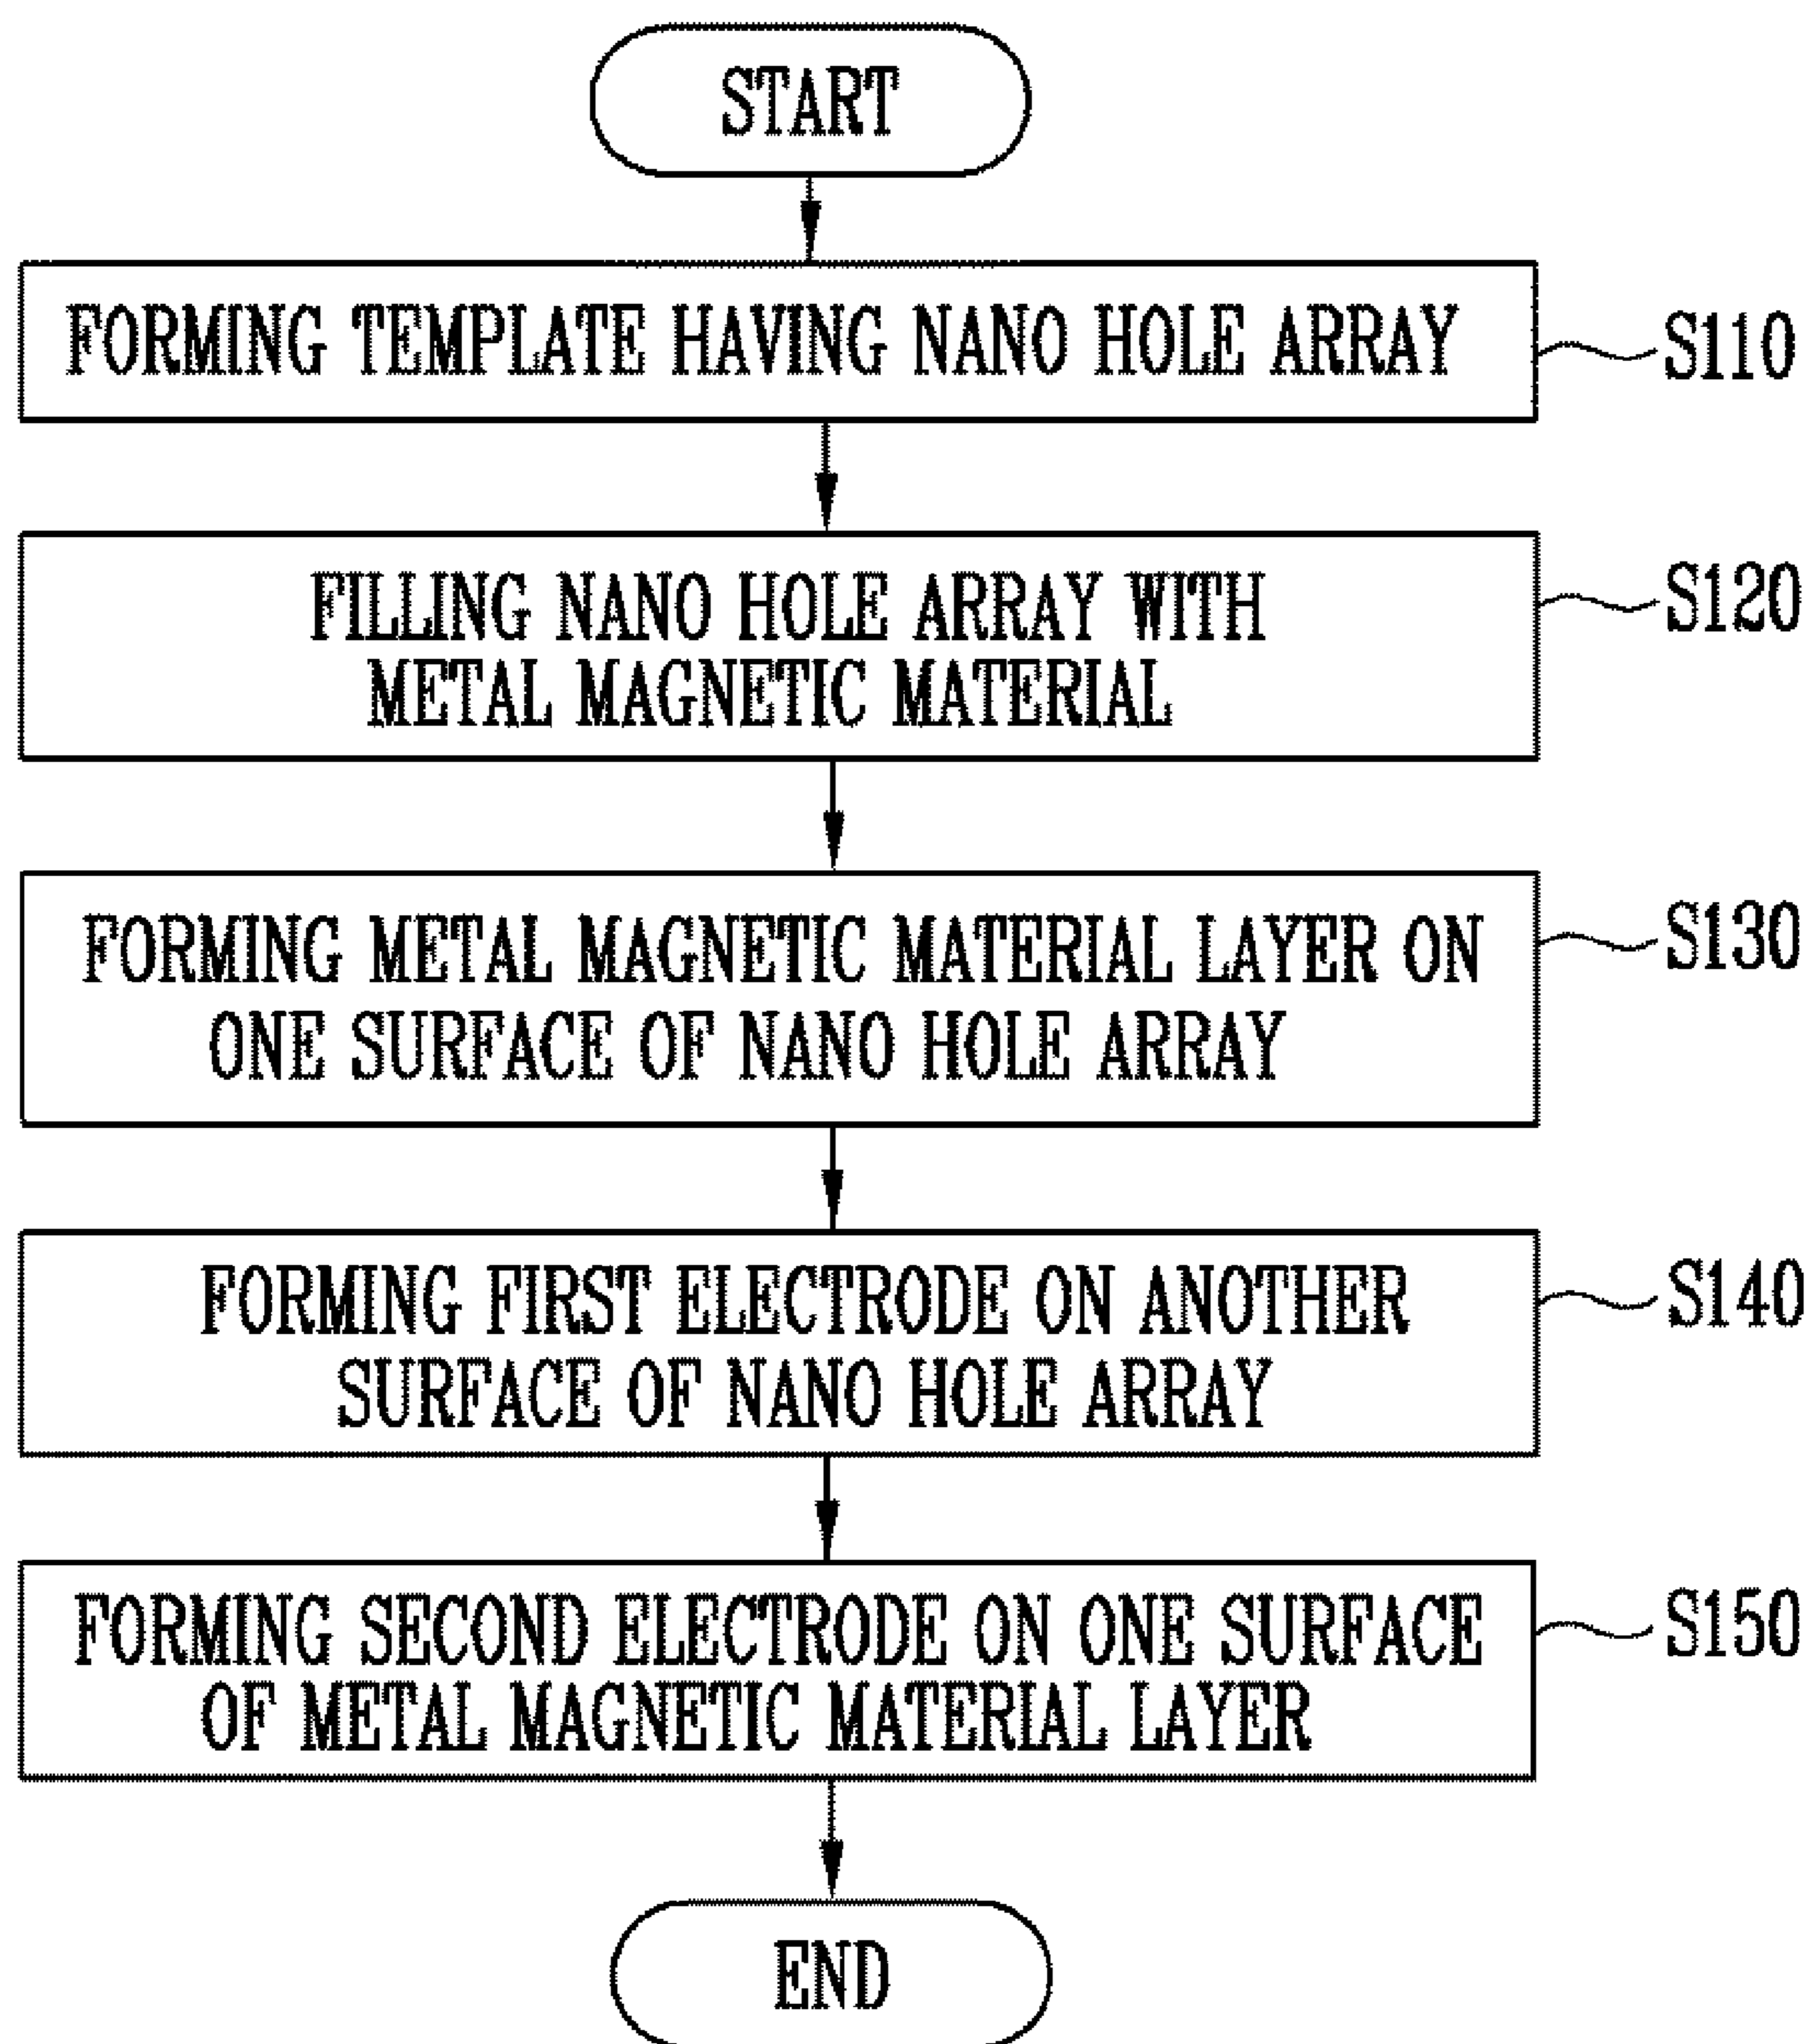 START
FORMING TEMPLATE HAVING NANO HOLE ARRAY
S110
FILLING NANO HOLE ARRAY WITH
METAL MAGNETIC MATERIAL
S120
FORMING METAL MAGNETIC MATERIAL LAYER ON
ONE SURFACE OF NANO HOLE ARRAY
S130
FORMING FIRST ELECTRODE ON ANOTHER
SURFACE OF NANO HOLE ARRAY
S140
FORMING SECOND ELECTRODE ON ONE SURFACE
OF METAL MAGNETIC MATERIAL LAYER
S150
END